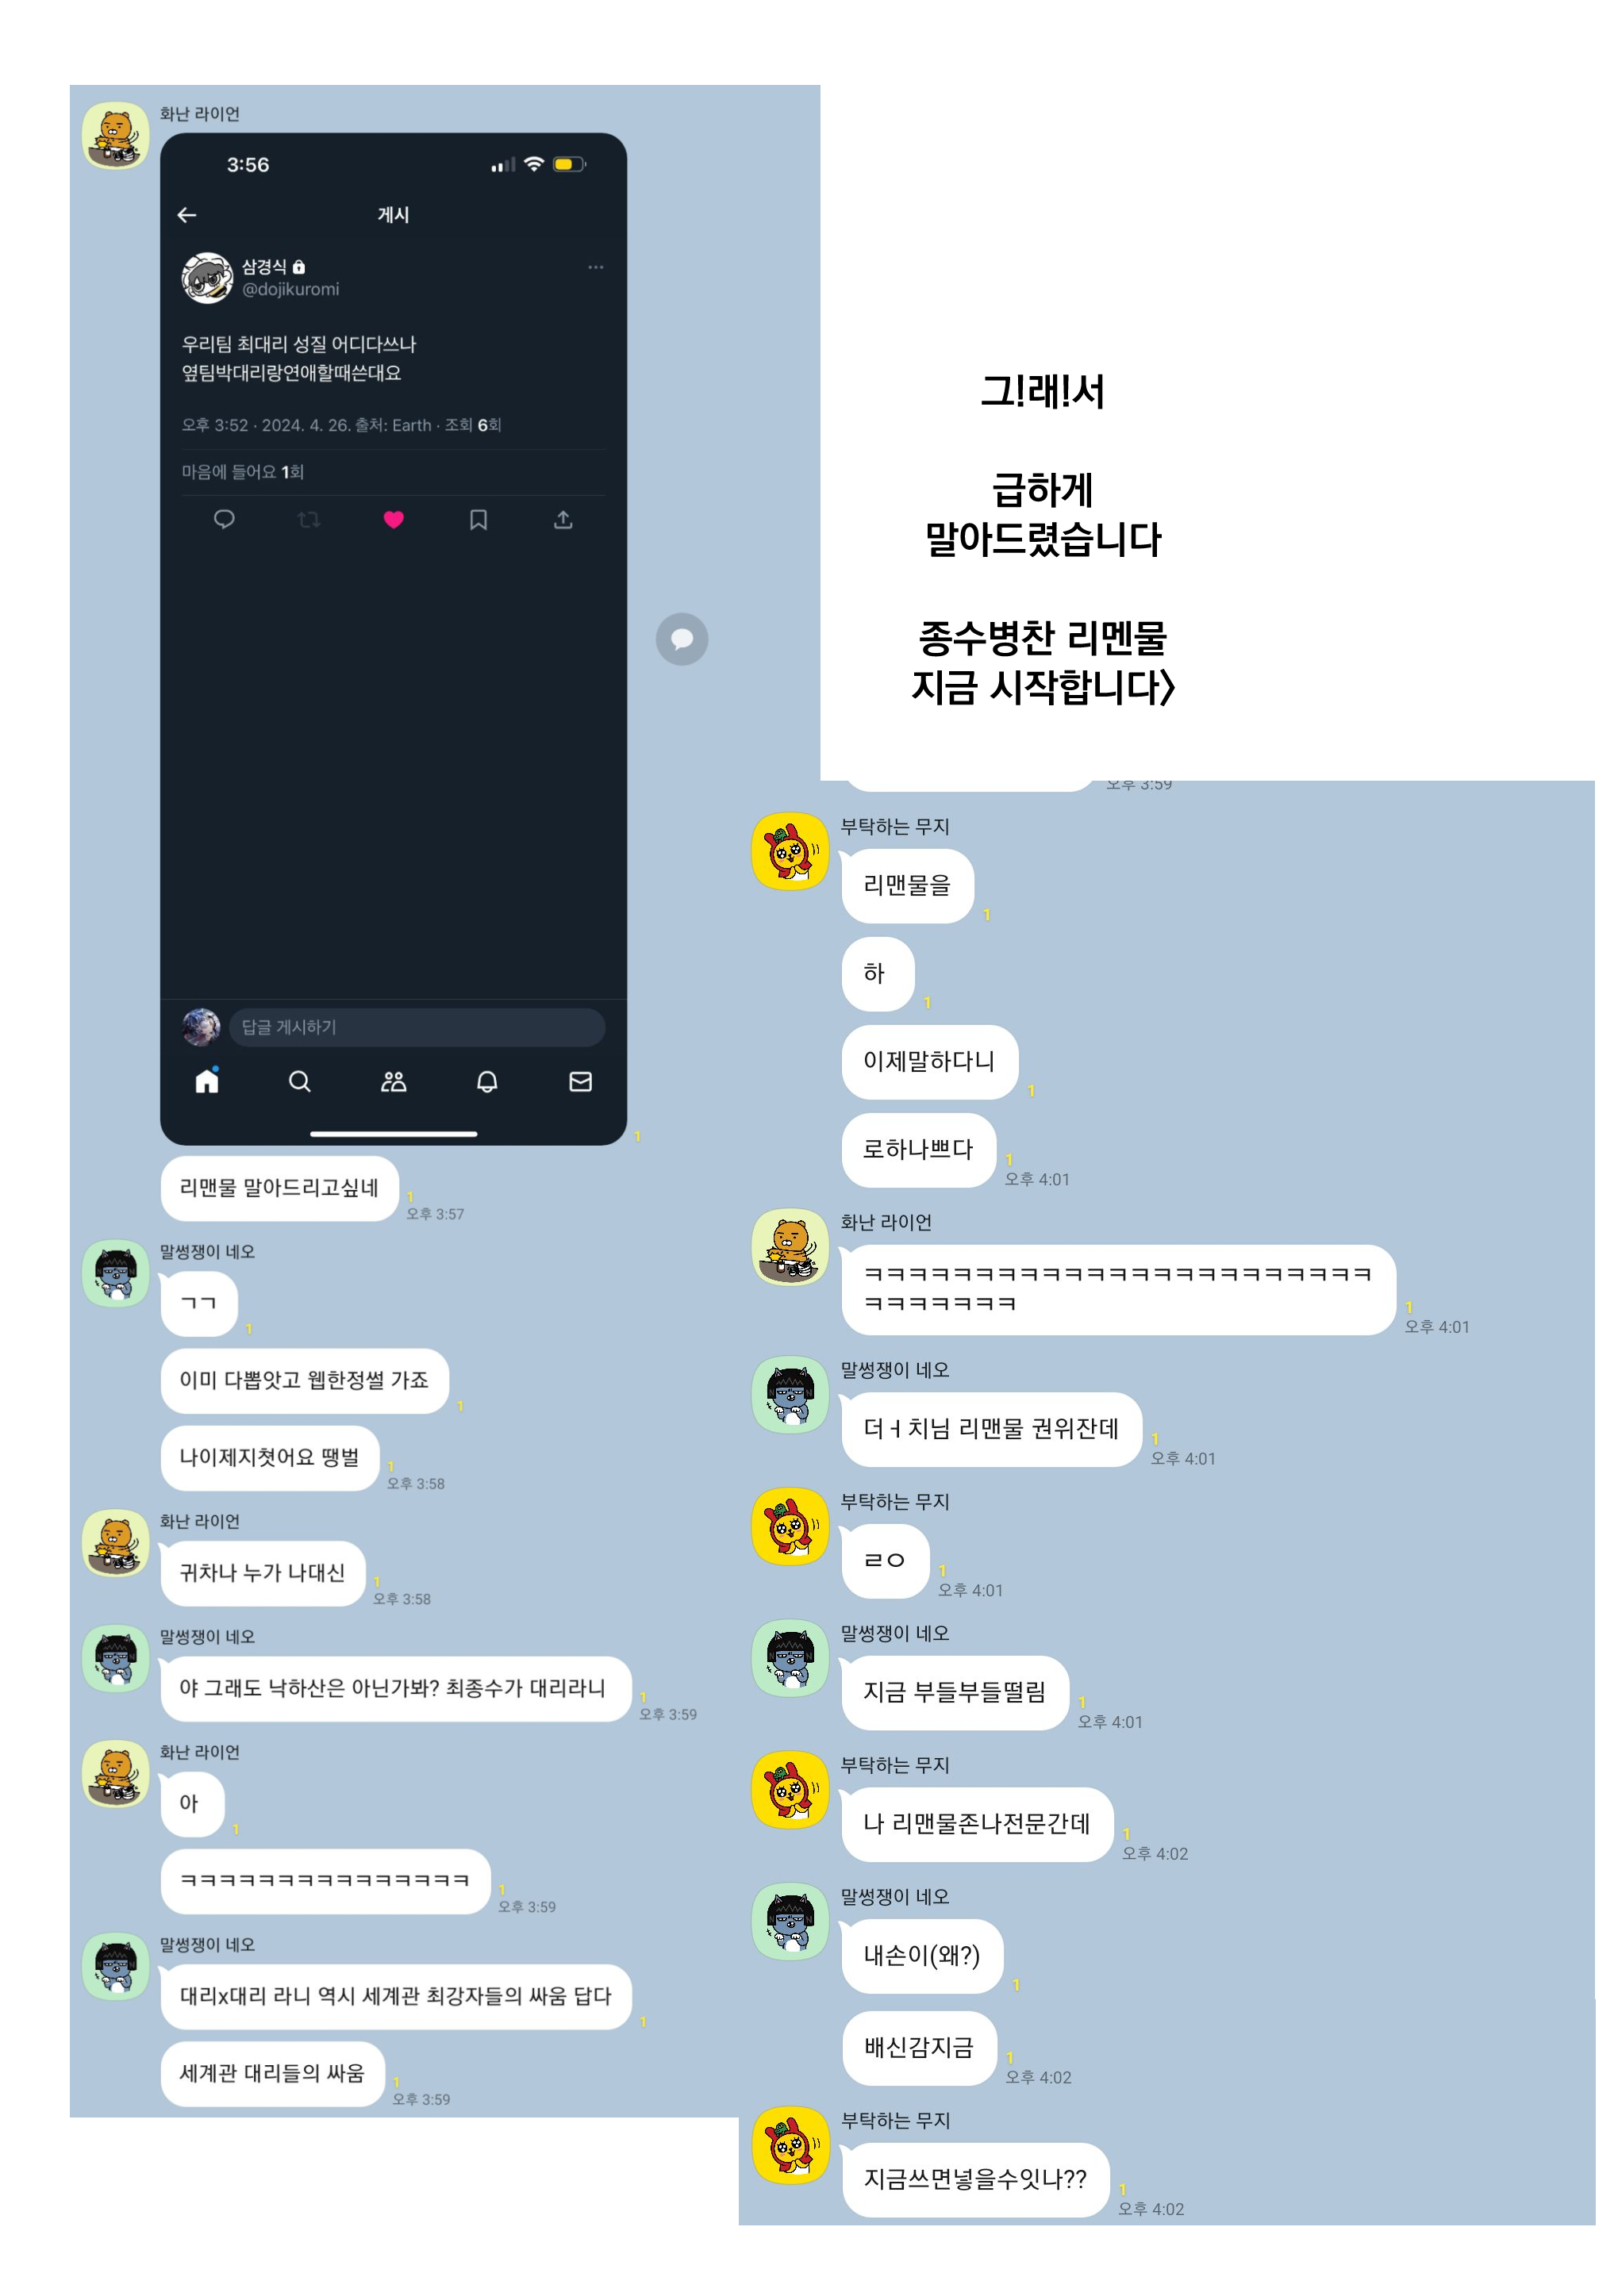 화난 라이언
3:56
게시
삼경식
@dojikuromi
우리팀 최대리 성질 어디다쓰나
옆팀박대리랑연애할때쓴대요
오후 3:52 · 2024. 4. 26. 출처: Earth · 조회 6회
마음에 들어요 1회
답글 게시하기
1
리맨물 말아드리고싶네
1
오후 3:57
말썽쟁이 네오
ㄱㄱ
1
이미 다뽑앗고 웹한정썰 가죠
1
나이제지쳣어요 땡벌
1
오후 3:58
화난 라이언
귀차나 누가 나대신
1
오후 3:58
말썽쟁이 네오
야 그래도 낙하산은 아닌가봐? 최종수가 대리라니
1
오후 3:59
화난 라이언
아
1
ㅋㅋㅋㅋㅋㅋㅋㅋㅋㅋㅋㅋㅋㅋㅋ
1
오후 3:59
말썽쟁이 네오
대리x대리 라니 역시 세계관 최강자들의 싸움 답다
1
세계관 대리들의 싸움
1
오후 3:59
그!래!서
급하게
말아드렸습니다
종수병찬 리멘물
지금 시작합니다>
오후 3:59
부탁하는 무지
리맨물을
1
하
1
이제말하다니
1
로하나쁘다
1
오후 4:01
화난 라이언
ㅋㅋㅋㅋㅋㅋㅋㅋㅋㅋㅋㅋㅋㅋㅋㅋㅋㅋㅋㅋㅋㅋㅋ
ㅋㅋㅋㅋㅋㅋㅋ
1
오후 4:01
말썽쟁이 네오
더ㅓ치님 리맨물 권위잔데
1
오후 4:01
부탁하는 무지
ㄹㅇ
1
오후 4:01
말썽쟁이 네오
지금 부들부들떨림
1
오후 4:01
부탁하는 무지
나 리맨물존나전문간데
1
오후 4:02
말썽쟁이 네오
내손이(왜?)
1
배신감지금
1
오후 4:02
부탁하는 무지
지금쓰면넣을수잇나??
1
오후 4:02